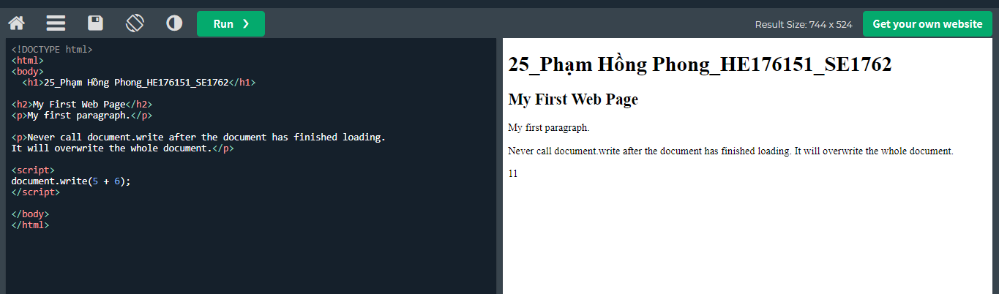 Run ❯
Result Size: 744 x 524
Get your own website
<!DOCTYPE html>
<html>
<body>
<h1>25_Phạm Hồng Phong_HE176151_SE1762</h1>
<h2>My First Web Page</h2>
<p>My first paragraph.</p>
<p>Never call document.write after the document has finished loading.
It will overwrite the whole document.</p>
<script>
document.write(5 + 6);
</script>
</body>
</html>
25_Phạm Hồng Phong_HE176151_SE1762
My First Web Page
My first paragraph.
Never call document.write after the document has finished loading. It will overwrite the whole document.
11